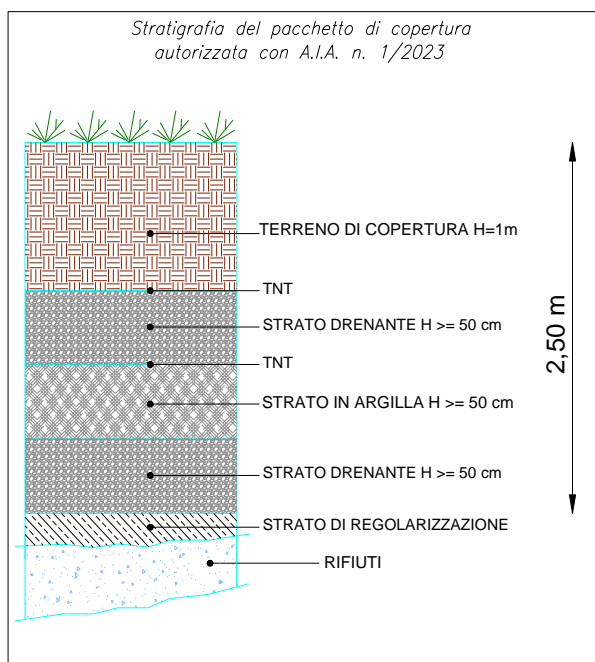 Stratigrafia del pacchetto di copertura
autorizzata con A.I.A. n. 1/2023
TERRENO DI COPERTURA H=1m
TNT
STRATO DRENANTE H >= 50 cm
TNT
STRATO IN ARGILLA H >= 50 cm
STRATO DRENANTE H >= 50 cm
STRATO DI REGOLARIZZAZIONE
RIFIUTI
2,50 m